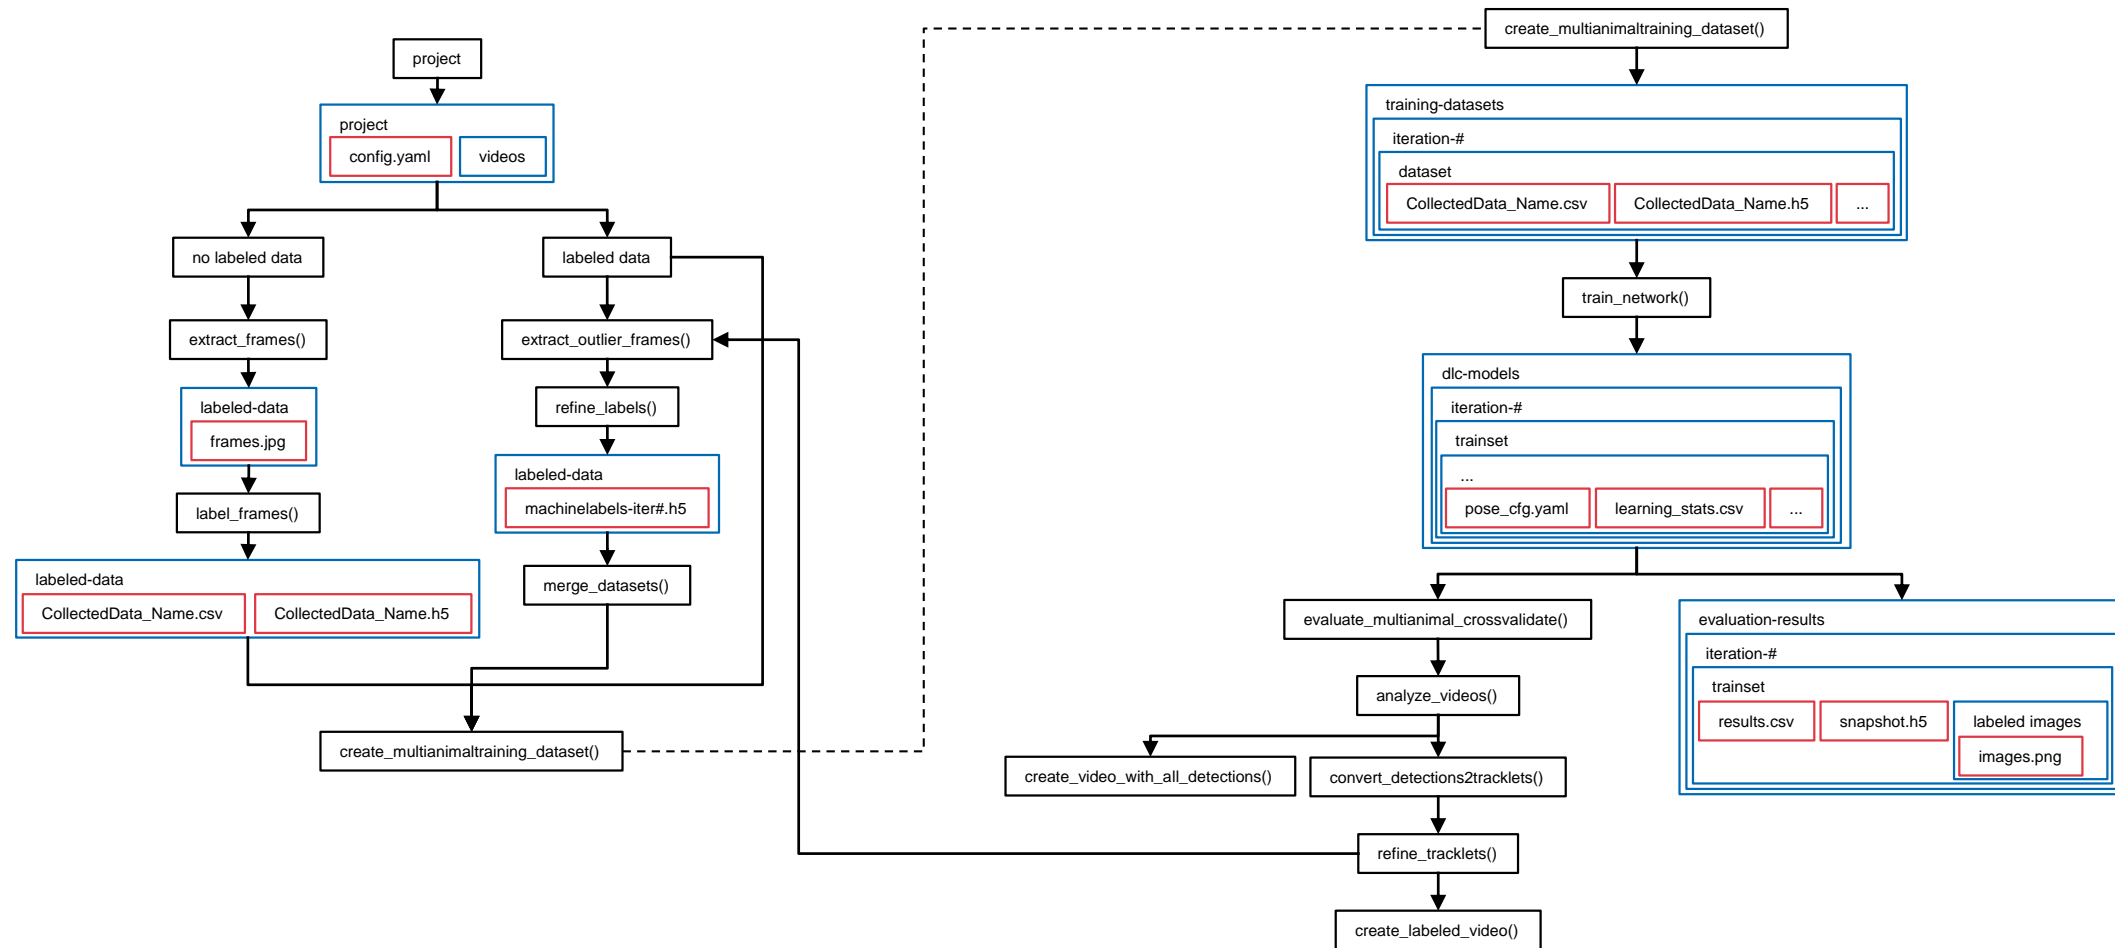 project
project
config.yaml
videos
no labeled data
labeled data
extract_frames()
extract_outlier_frames()
labeled-data
frames.jpg
refine_labels()
label_frames()
labeled-data
machinelabels-iter#.h5
labeled-data
CollectedData_Name.csv
CollectedData_Name.h5
merge_datasets()
create_multianimaltraining_dataset()
create_multianimaltraining_dataset()
training-datasets
iteration-#
dataset
CollectedData_Name.csv
CollectedData_Name.h5
...
train_network()
dlc-models
iteration-#
trainset
...
pose_cfg.yaml
learning_stats.csv
...
evaluate_multianimal_crossvalidate()
analyze_videos()
create_video_with_all_detections()
convert_detections2tracklets()
refine_tracklets()
create_labeled_video()
evaluation-results
iteration-#
trainset
results.csv
snapshot.h5
labeled images
images.png